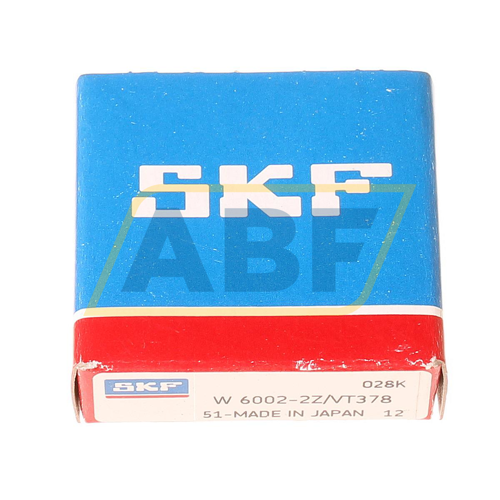 SKF
ABF
SKF
028K
W 6002-2Z/VT378
51-MADE IN JAPAN 12